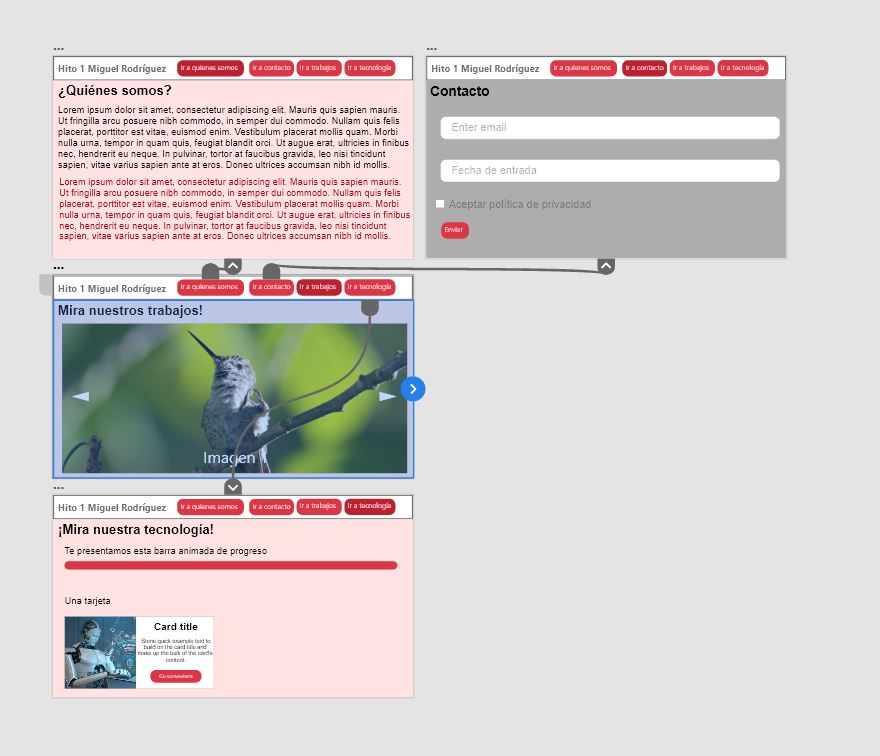 ...
Hito 1 Miguel Rodríguez Ir a quienes somos Ir a contacto Ir a trabajos Ir a tecnología
¿Quiénes somos?
Lorem ipsum dolor sit amet, consectetur adipiscing elit. Mauris quis sapien mauris.
Ut fringilla arcu posuere nibh commodo, in semper dui commodo. Nullam quis felis
placerat, porttitor est vitae, euismod enim. Vestibulum placerat mollis quam. Morbi
nulla urna, tempor in quam quis, feugiat blandit orci. Ut augue erat, ultricies in finibus
nec, hendrerit eu neque. In pulvinar, tortor at faucibus gravida, leo nisi tincidunt
sapien, vitae varius sapien ante at eros. Donec ultrices accumsan nibh id mollis.
Lorem ipsum dolor sit amet, consectetur adipiscing elit. Mauris quis sapien mauris.
Ut fringilla arcu posuere nibh commodo, in semper dui commodo. Nullam quis felis
placerat, porttitor est vitae, euismod enim. Vestibulum placerat mollis quam. Morbi
nulla urna, tempor in quam quis, feugiat blandit orci. Ut augue erat, ultricies in finibus
nec, hendrerit eu neque. In pulvinar, tortor at faucibus gravida, leo nisi tincidunt
sapien, vitae varius sapien ante at eros. Donec ultrices accumsan nibh id mollis.
...
Hito 1 Miguel Rodríguez Ir a quienes somos Ir a contacto Ir a trabajos Ir a tecnología
Contacto
Enter email
Fecha de entrada
Aceptar política de privacidad
Enviar
...
Hito 1 Miguel Rodríguez Ir a quienes somos Ir a contacto Ir a trabajos Ir a tecnología
Mira nuestros trabajos!
Imagen
...
Hito 1 Miguel Rodríguez Ir a quienes somos Ir a contacto Ir a trabajos Ir a tecnología
¡Mira nuestra tecnología!
Te presentamos esta barra animada de progreso
Una tarjeta
Card title
Some quick example text to
build on the card title and
make up the bulk of the card's
content.
Go somewhere